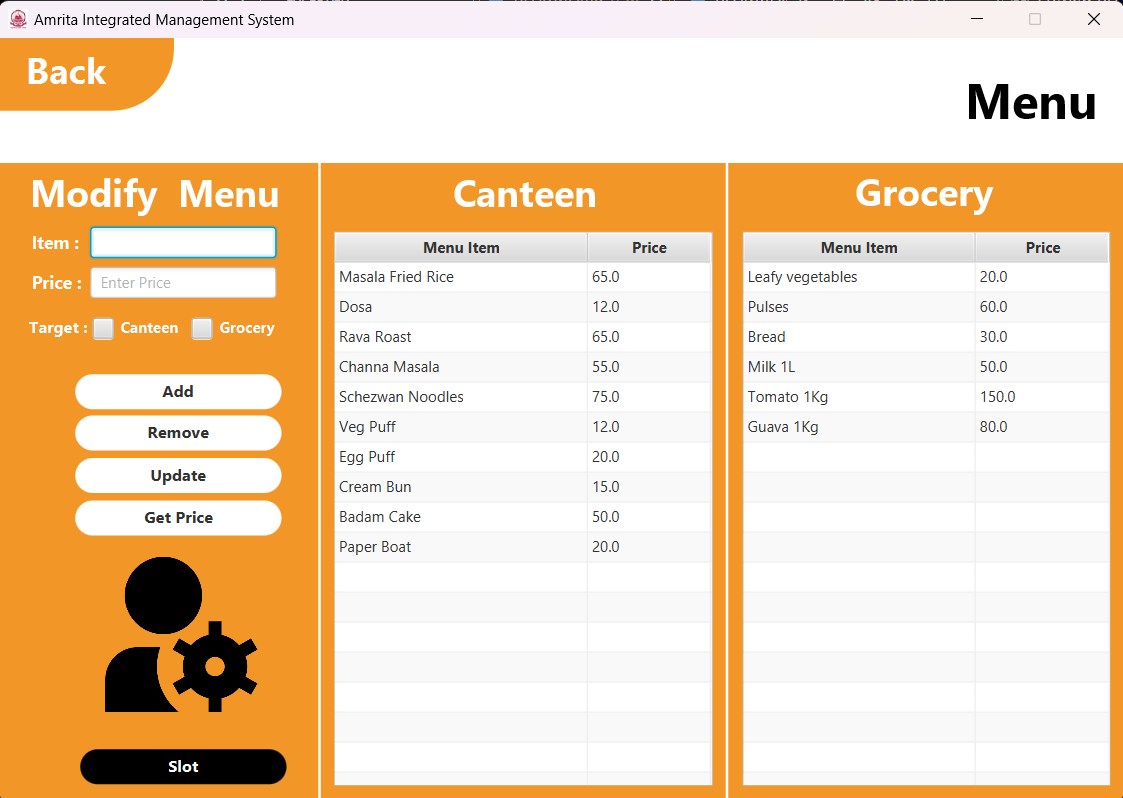 Amrita Integrated Management System
Back
Menu
Modify Menu
Item :
Price : Enter Price
Target : Canteen Grocery
Add
Remove
Update
Get Price
Slot
Canteen
Menu Item Price
Masala Fried Rice 65.0
Dosa 12.0
Rava Roast 65.0
Channa Masala 55.0
Schezwan Noodles 75.0
Veg Puff 12.0
Egg Puff 20.0
Cream Bun 15.0
Badam Cake 50.0
Paper Boat 20.0
Grocery
Menu Item Price
Leafy vegetables 20.0
Pulses 60.0
Bread 30.0
Milk 1L 50.0
Tomato 1Kg 150.0
Guava 1Kg 80.0